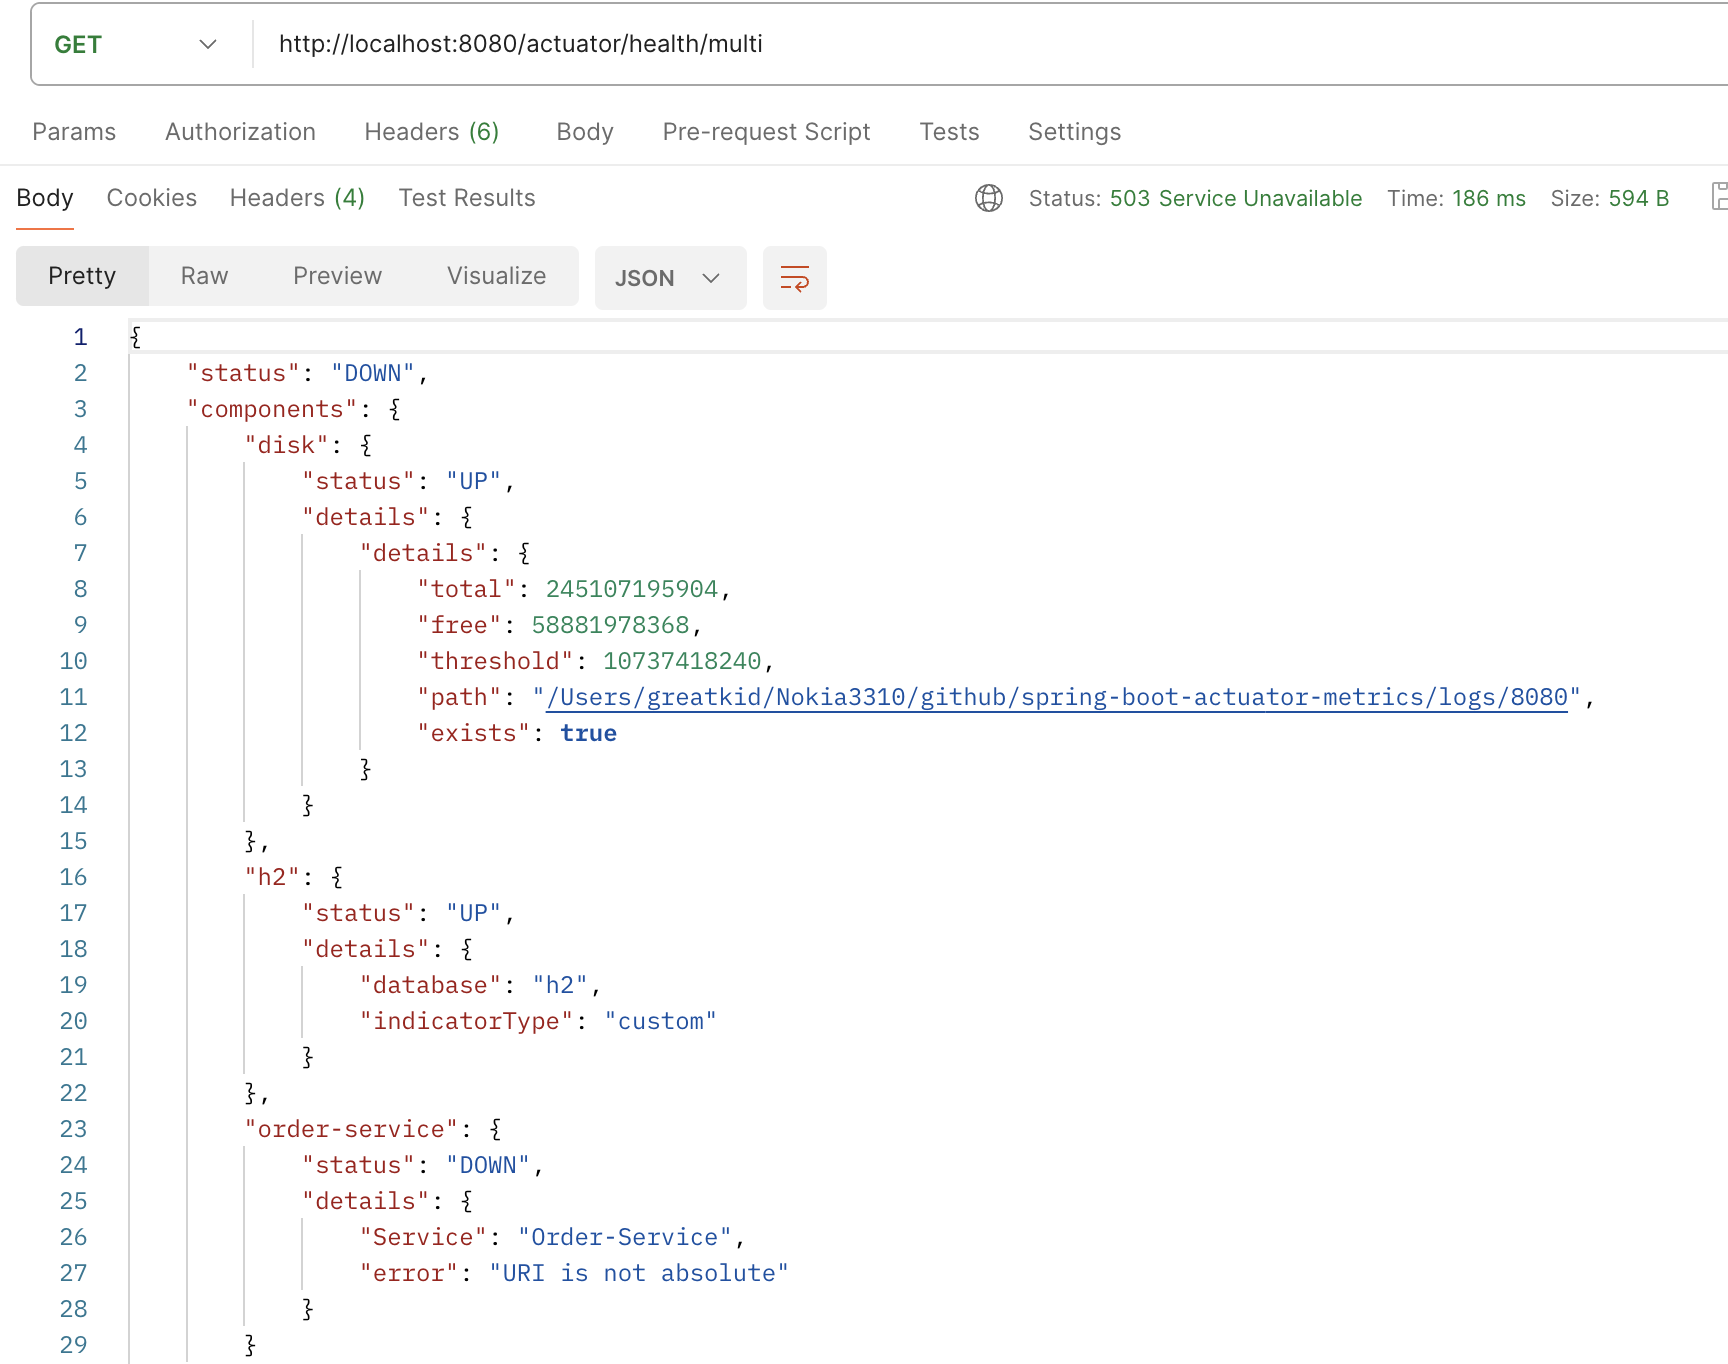 GET http://localhost:8080/actuator/health/multi
Params Authorization Headers (6) Body Pre-request Script Tests Settings
Body Cookies Headers (4) Test Results Status: 503 Service Unavailable Time: 186 ms Size: 594 B
Pretty Raw Preview Visualize JSON
1 {
2 "status": "DOWN",
3 "components": {
4 "disk": {
5 "status": "UP",
6 "details": {
7 "details": {
8 "total": 245107195904,
9 "free": 58881978368,
10 "threshold": 10737418240,
11 "path": "/Users/greatkid/Nokia3310/github/spring-boot-actuator-metrics/logs/8080",
12 "exists": true
13 }
14 }
15 },
16 "h2": {
17 "status": "UP",
18 "details": {
19 "database": "h2",
20 "indicatorType": "custom"
21 }
22 },
23 "order-service": {
24 "status": "DOWN",
25 "details": {
26 "Service": "Order-Service",
27 "error": "URI is not absolute"
28 }
29 }